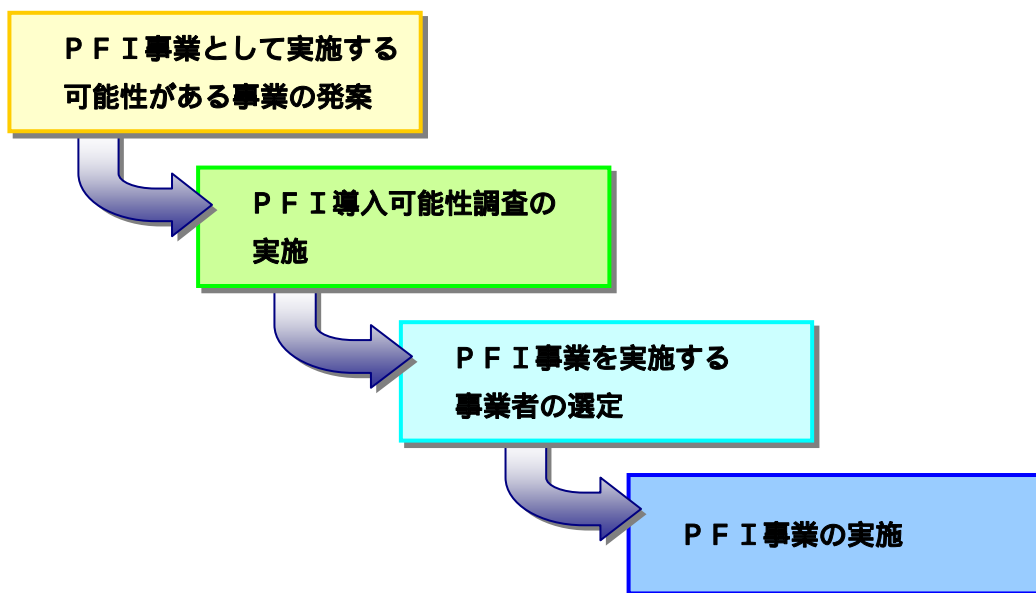 ＰＦＩ事業として実施する
可能性がある事業の発案
ＰＦＩ導入可能性調査の
実施
ＰＦＩ事業を実施する
事業者の選定
ＰＦＩ事業の実施